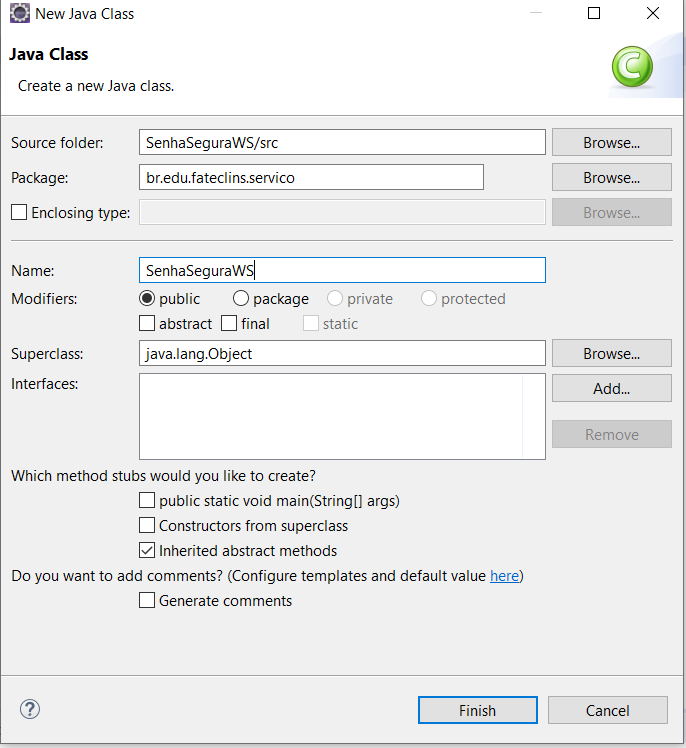 New Java Class
Java Class
Create a new Java class.
Source folder: SenhaSeguraWS/src Browse...
Package: br.edu.fateclins.servico Browse...
Enclosing type: Browse...
Name: SenhaSeguraWS
Modifiers: public package private protected
abstract final static
Superclass: java.lang.Object Browse...
Interfaces: Add...
Remove
Which method stubs would you like to create?
public static void main(String[] args)
Constructors from superclass
Inherited abstract methods
Do you want to add comments? (Configure templates and default value here)
Generate comments
? Finish Cancel